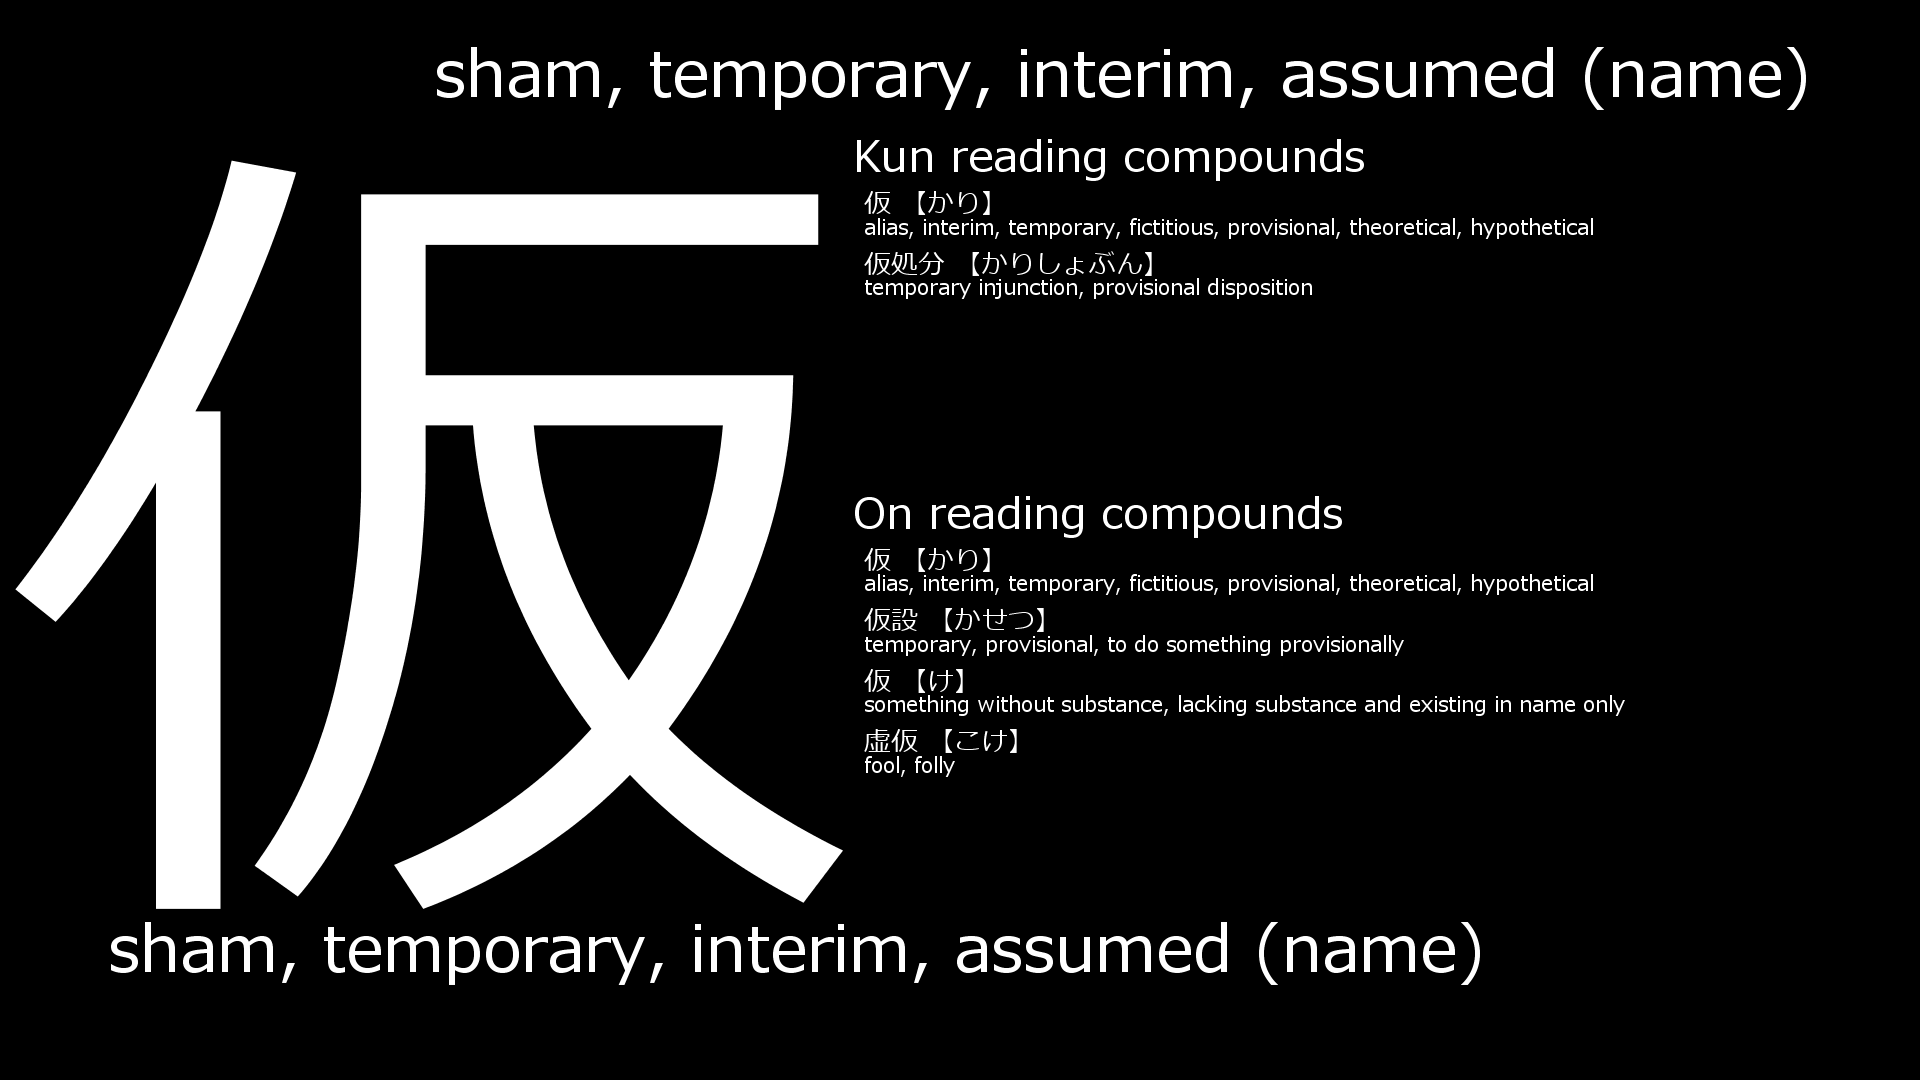 sham, temporary, interim, assumed (name)
仮
Kun reading compounds
仮 【かり】
alias, interim, temporary, fictitious, provisional, theoretical, hypothetical
仮処分 【かりしょぶん】
temporary injunction, provisional disposition
On reading compounds
仮 【かり】
alias, interim, temporary, fictitious, provisional, theoretical, hypothetical
仮設 【かせつ】
temporary, provisional, to do something provisionally
仮 【け】
something without substance, lacking substance and existing in name only
虚仮 【こけ】
fool, folly
sham, temporary, interim, assumed (name)